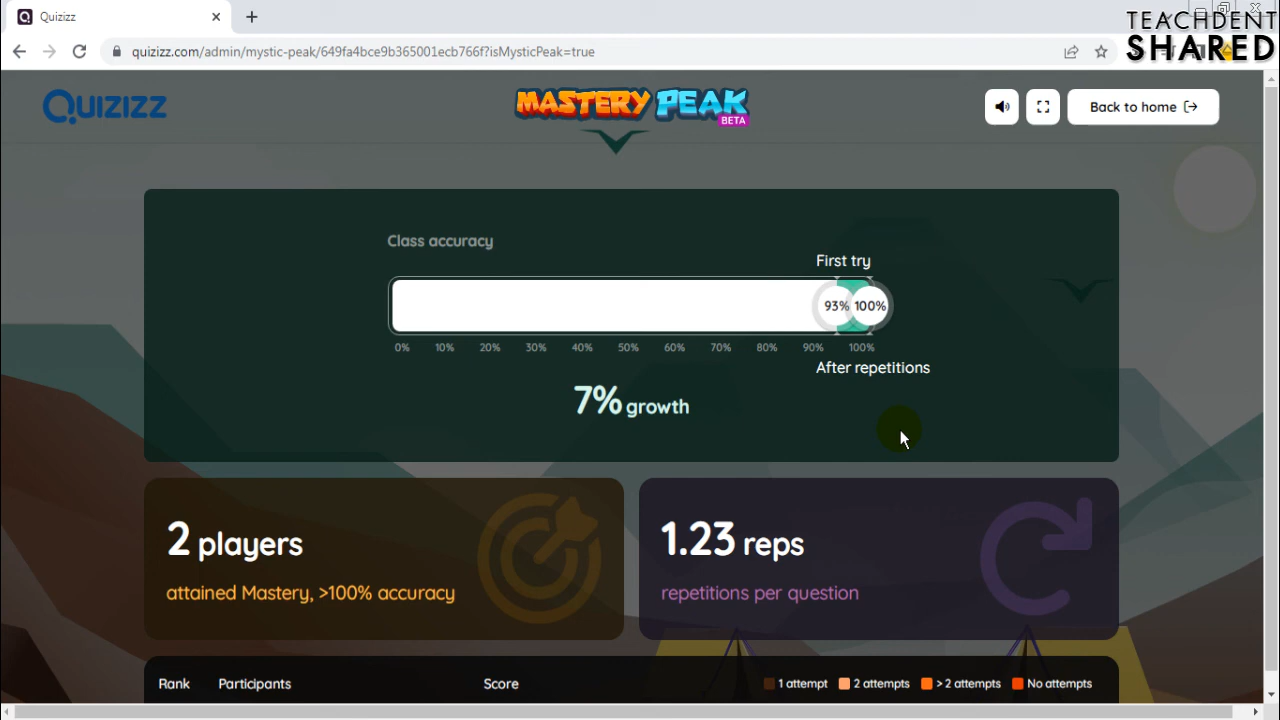 Quizizz
TEACHDENT
SHARED
quizizz.com/admin/mystic-peak/649fa4bce9b365001ecb766f?isMysticPeak=true
QUIZIZZ
MASTERY PEAK
BETA
Back to home
Class accuracy
First try
93% 100%
0% 10% 20% 30% 40% 50% 60% 70% 80% 90% 100%
After repetitions
7% growth
2 players
attained Mastery, >100% accuracy
1.23 reps
repetitions per question
Rank Participants Score 1 attempt 2 attempts > 2 attempts No attempts